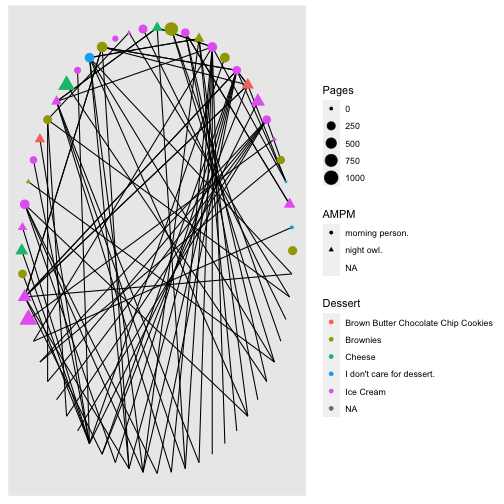 Pages
0
250
500
750
1000
AMPM
morning person.
night owl.
NA
Dessert
Brown Butter Chocolate Chip Cookies
Brownies
Cheese
I don't care for dessert.
Ice Cream
NA